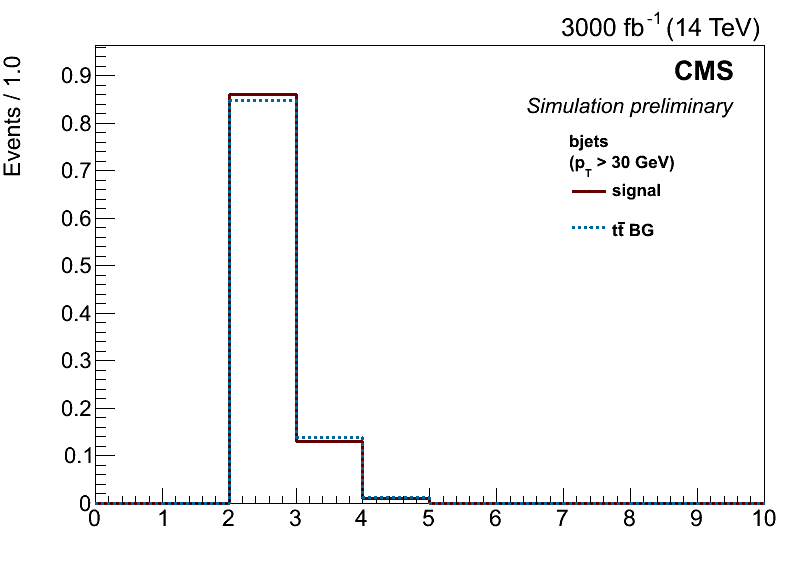 3000 fb⁻¹ (14 TeV)
Events / 1.0
CMS
Simulation preliminary
bjets
(p_T > 30 GeV)
signal
tt̄ BG
0.9
0.8
0.7
0.6
0.5
0.4
0.3
0.2
0.1
0
0 1 2 3 4 5 6 7 8 9 10